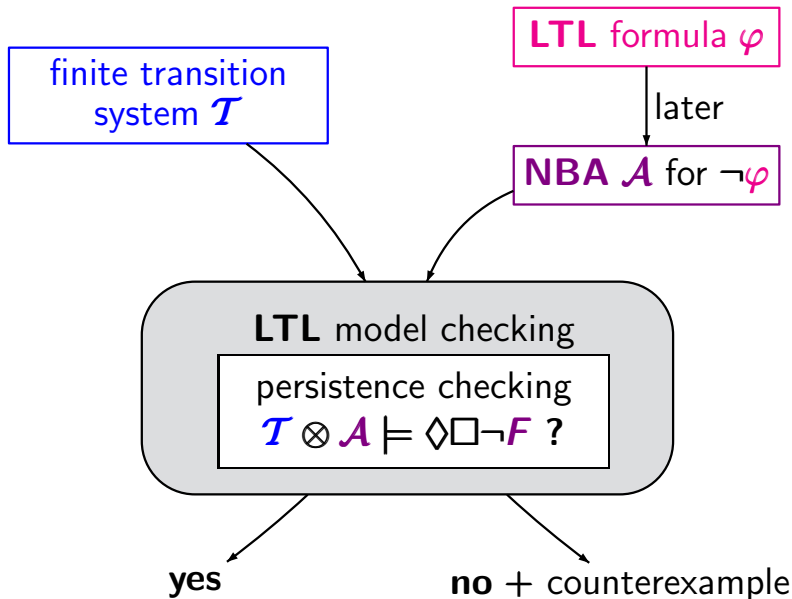 LTL formula φ
finite transition
system 𝒯
later
NBA 𝒜 for ¬φ
LTL model checking
persistence checking
𝒯 ⊗ 𝒜 ⊨ ◊□¬F ?
yes
no + counterexample